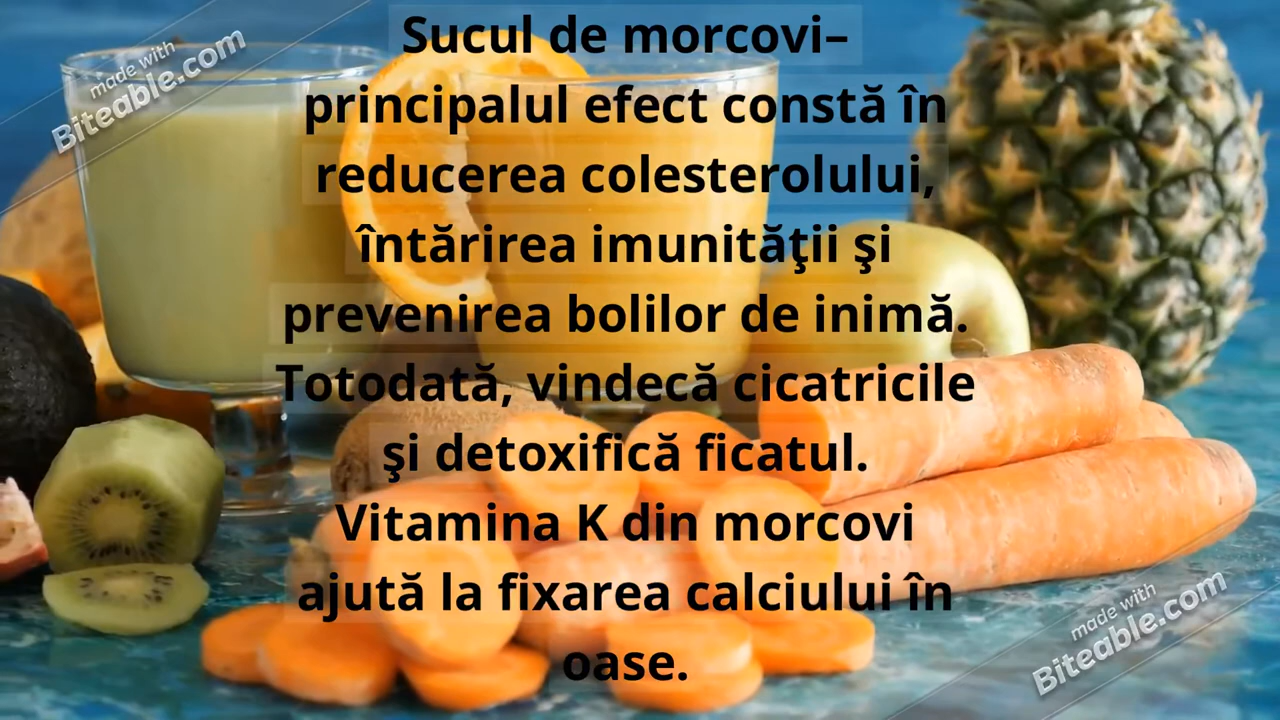 made with
Biteable.com
Sucul de morcovi–
principalul efect constă în
reducerea colesterolului,
întărirea imunităţii şi
prevenirea bolilor de inimă.
Totodată, vindecă cicatricile
şi detoxifică ficatul.
Vitamina K din morcovi
ajută la fixarea calciului în
oase.
made with
Biteable.com